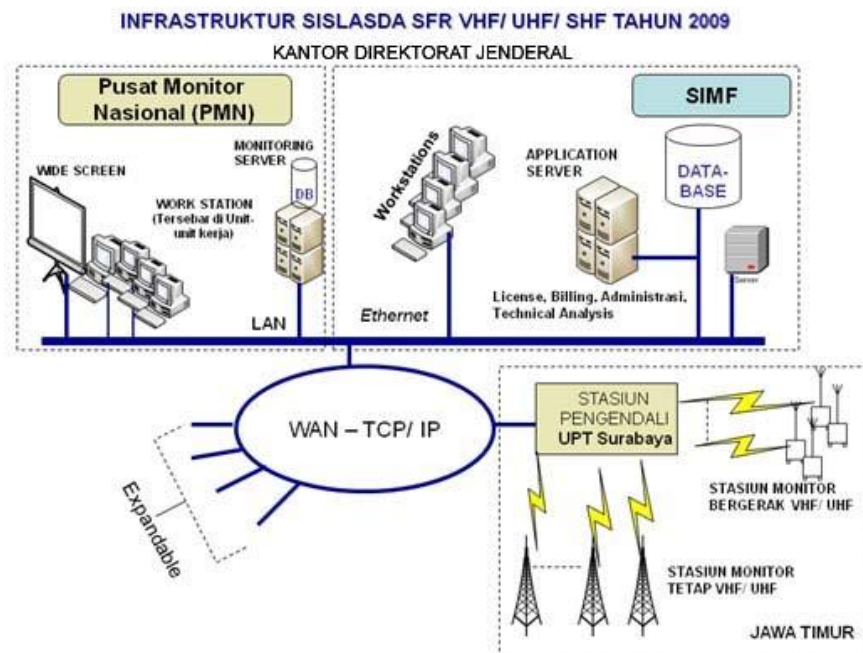 INFRASTRUKTUR SISLASDA SFR VHF/ UHF/ SHF TAHUN 2009
KANTOR DIREKTORAT JENDERAL
Pusat Monitor
Nasional (PMN)
SIMF
MONITORING
SERVER
DB
WIDE SCREEN
WORK STATION
(Tersebar di Unit-
unit kerja)
Workstations
APPLICATION
SERVER
DATA-
BASE
Server
License, Billing, Administrasi,
Technical Analysis
LAN
Ethernet
WAN – TCP/ IP
Expandable
STASIUN
PENGENDALI
UPT Surabaya
STASIUN MONITOR
BERGERAK VHF/ UHF
STASIUN MONITOR
TETAP VHF/ UHF
JAWA TIMUR